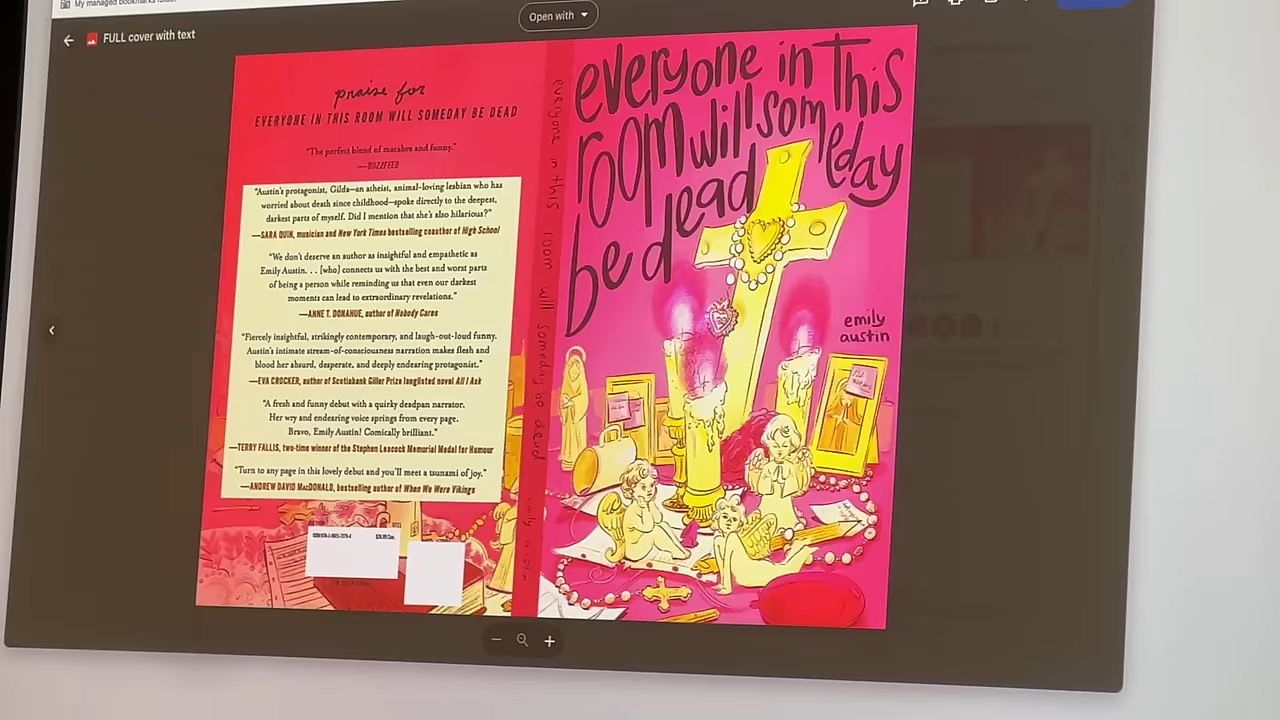 My managed bookmarks folder
Open with
FULL cover with text
praise for
EVERYONE IN THIS ROOM WILL SOMEDAY BE DEAD
"The perfect blend of macabre and funny."
—BUZZFEED
"Austin's protagonist, Gilda—an atheist, animal-loving lesbian who has
worried about death since childhood—spoke directly to the deepest,
darkest parts of myself. Did I mention that she's also hilarious?"
—SARA QUIN, musician and New York Times bestselling coauthor of High School
"We don't deserve an author as insightful and empathetic as
Emily Austin. . . [who] connects us with the best and worst parts
of being a person while reminding us that even our darkest
moments can lead to extraordinary revelations."
—ANNE T. DONAHUE, author of Nobody Cares
"Fiercely insightful, strikingly contemporary, and laugh-out-loud funny.
Austin's intimate stream-of-consciousness narration makes flesh and
blood her absurd, desperate, and deeply endearing protagonist."
—EVA CROCKER, author of Scotiabank Giller Prize longlisted novel All I Ask
"A fresh and funny debut with a quirky deadpan narrator.
Her wry and endearing voice springs from every page.
Bravo, Emily Austin! Comically brilliant."
—TERRY FALLIS, two-time winner of the Stephen Leacock Memorial Medal for Humour
"Turn to any page in this lovely debut and you'll meet a tsunami of joy."
—ANDREW DAVID MacDONALD, bestselling author of When We Were Vikings
everyone in this room will someday be dead
emily austin
everyone in this
room will someday
be dead
emily
austin